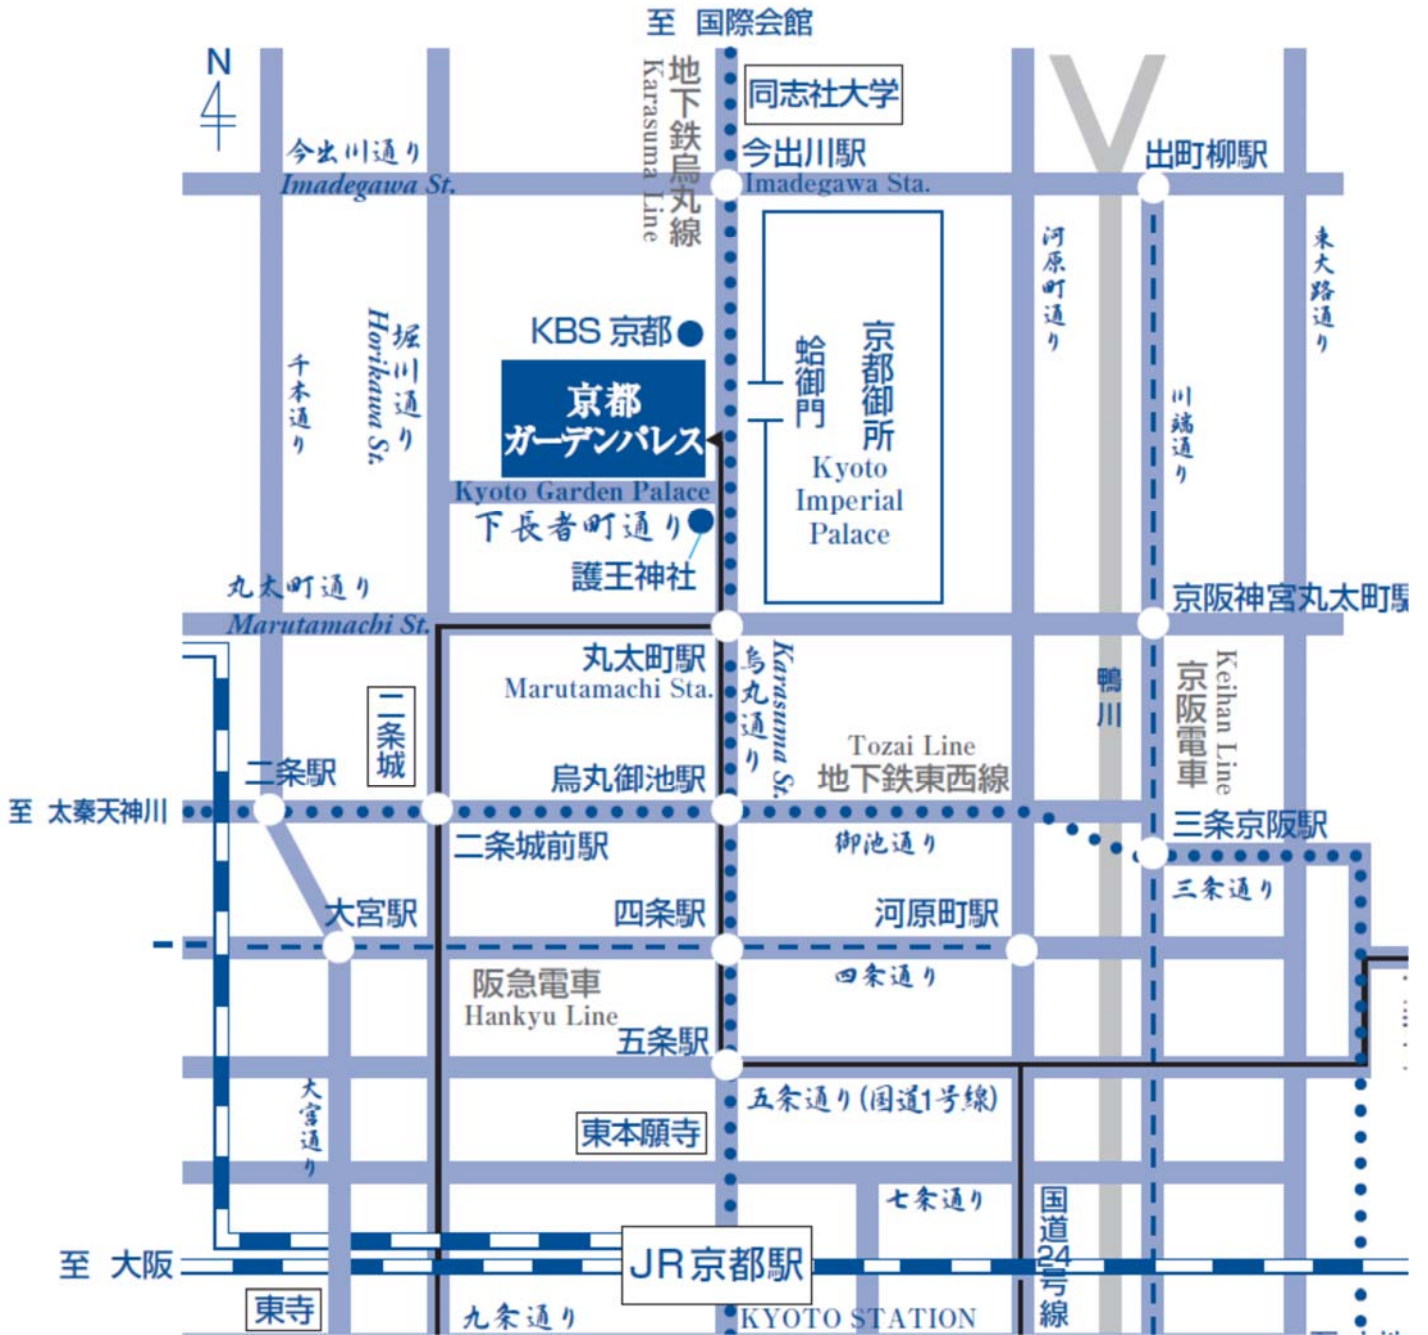 至 国際会館
N
地下鉄烏丸線
Karasuma Line
同志社大学
今出川通り
Imadegawa St.
今出川駅
Imadegawa Sta.
出町柳駅
河原町通り
東大路通り
KBS 京都
堀川通り
Horikawa St.
千本通り
京都
ガーデンパレス
蛤御門
京都御所
Kyoto
Imperial
Palace
川端通り
Kyoto Garden Palace
下長者町通り
護王神社
丸太町通り
Marutamachi St.
京阪神宮丸太町駅
丸太町駅
Marutamachi Sta.
烏丸通り
Karasuma St.
鴨川
京阪電車
Keihan Line
二条城
二条駅
烏丸御池駅
Tozai Line
地下鉄東西線
至 太秦天神川
二条城前駅
御池通り
三条京阪駅
三条通り
大宮駅
四条駅
河原町駅
阪急電車
Hankyu Line
四条通り
五条駅
大宮通り
五条通り(国道1号線)
東本願寺
七条通り
国道24号線
至 大阪
JR京都駅
東寺
九条通り
KYOTO STATION